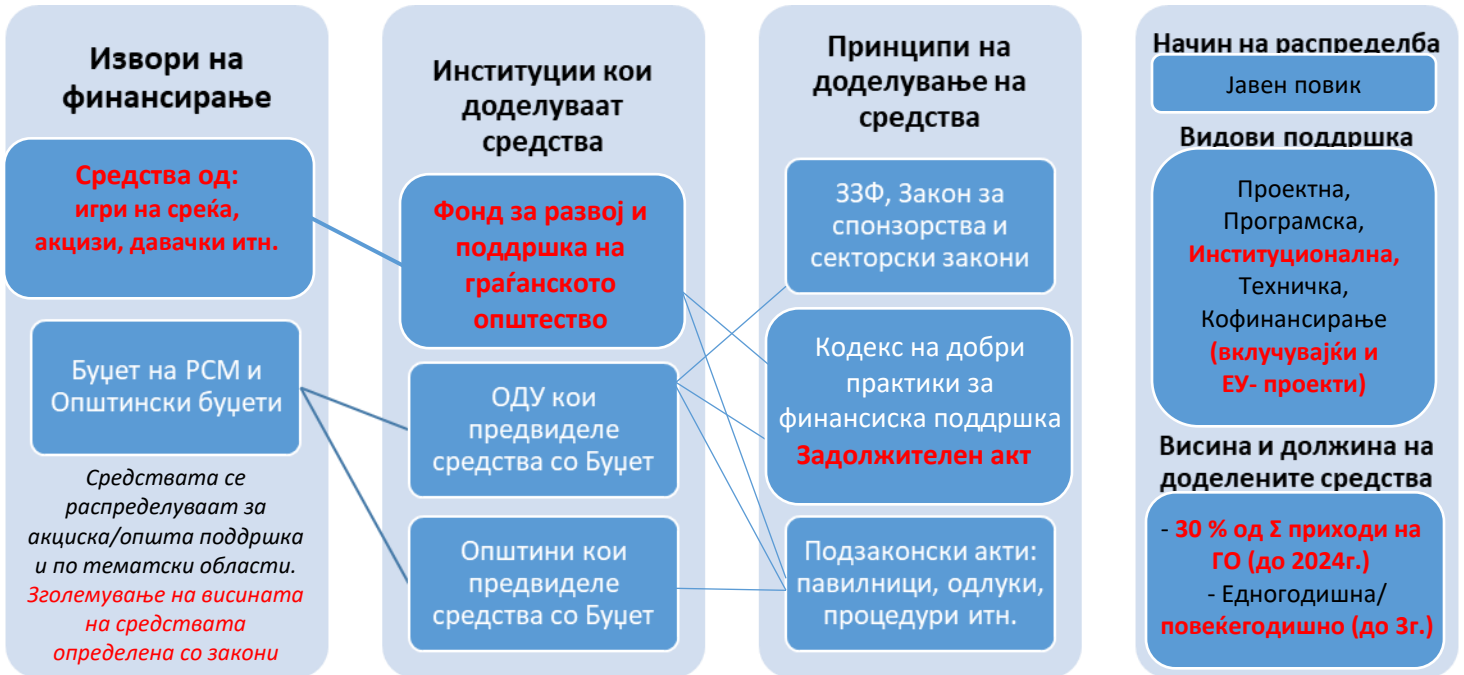 Извори на
финансирање
Средства од:
игри на среќа,
акцизи, давачки итн.
Буџет на РСМ и
Општински буџети
Средствата се
распределуваат за
акциска/општа поддршка
и по тематски области.
Зголемување на висината
на средствата
определена со закони
Институции кои
доделуваат
средства
Фонд за развој и
поддршка на
граѓанското
општество
ОДУ кои
предвиделе
средства со Буџет
Општини кои
предвиделе
средства со Буџет
Принципи на
доделување на
средства
ЗЗФ, Закон за
спонзорства и
секторски закони
Кодекс на добри
практики за
финансиска поддршка
Задолжителен акт
Подзаконски акти:
павилници, одлуки,
процедури итн.
Начин на распределба
Јавен повик
Видови поддршка
Проектна,
Програмска,
Институционална,
Техничка,
Кофинансирање
(вклучувајќи и
ЕУ- проекти)
Висина и должина на
доделените средства
- 30 % од Σ приходи на
ГО (до 2024г.)
- Едногодишна/
повеќегодишно (до 3г.)